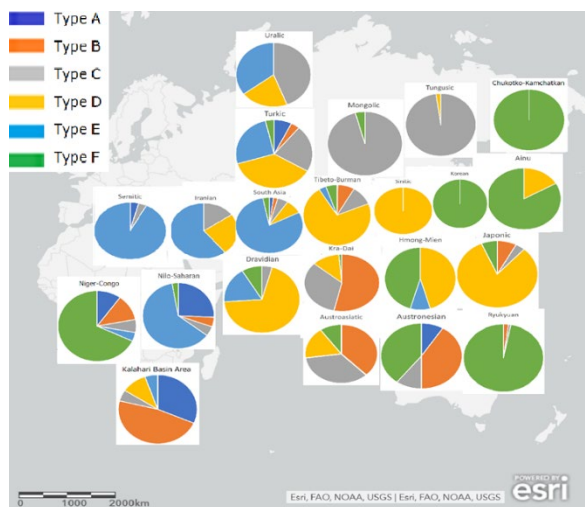 Type A
Type B
Type C
Type D
Type E
Type F
Uralic
Turkic
Mongolic
Tungusic
Chukotko-Kamchatkan
Semitic
Iranian
South Asia
Tibeto-Burman
Sinitic
Korean
Ainu
Niger-Congo
Nilo-Saharan
Dravidian
Kra-Dai
Hmong-Mien
Japonic
Kalahari Basin Area
Austroasiatic
Austronesian
Ryukyuan
0 1000 2000km
Esri, FAO, NOAA, USGS | Esri, FAO, NOAA, USGS
POWERED BY
esri